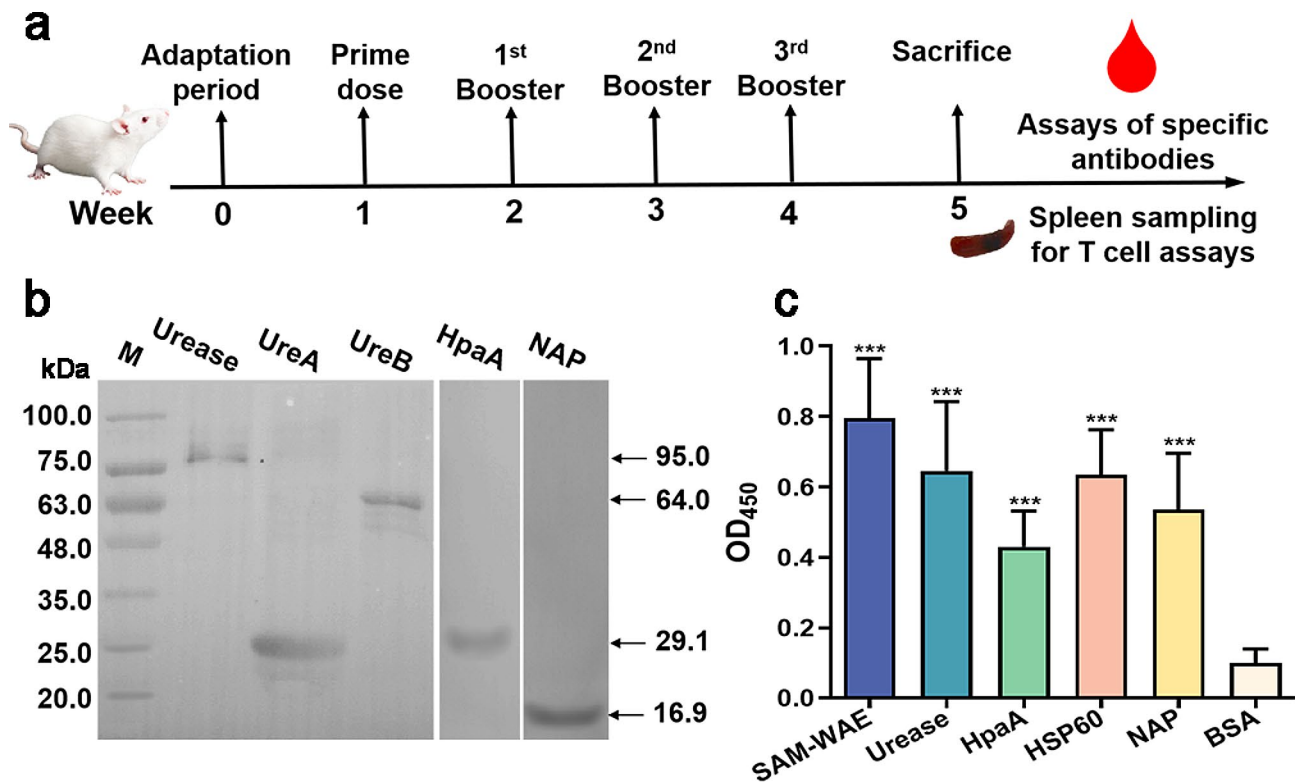 a
Adaptation period
Prime dose
1st Booster
2nd Booster
3rd Booster
Sacrifice
Assays of specific antibodies
Week 0 1 2 3 4 5
Spleen sampling for T cell assays
b
kDa M Urease UreA UreB HpaA NAP
100.0
75.0
63.0
48.0
35.0
25.0
20.0
95.0
64.0
29.1
16.9
c
OD450
1.0
0.8
0.6
0.4
0.2
0.0
*** *** *** *** ***
SAM-WAE Urease HpaA HSP60 NAP BSA